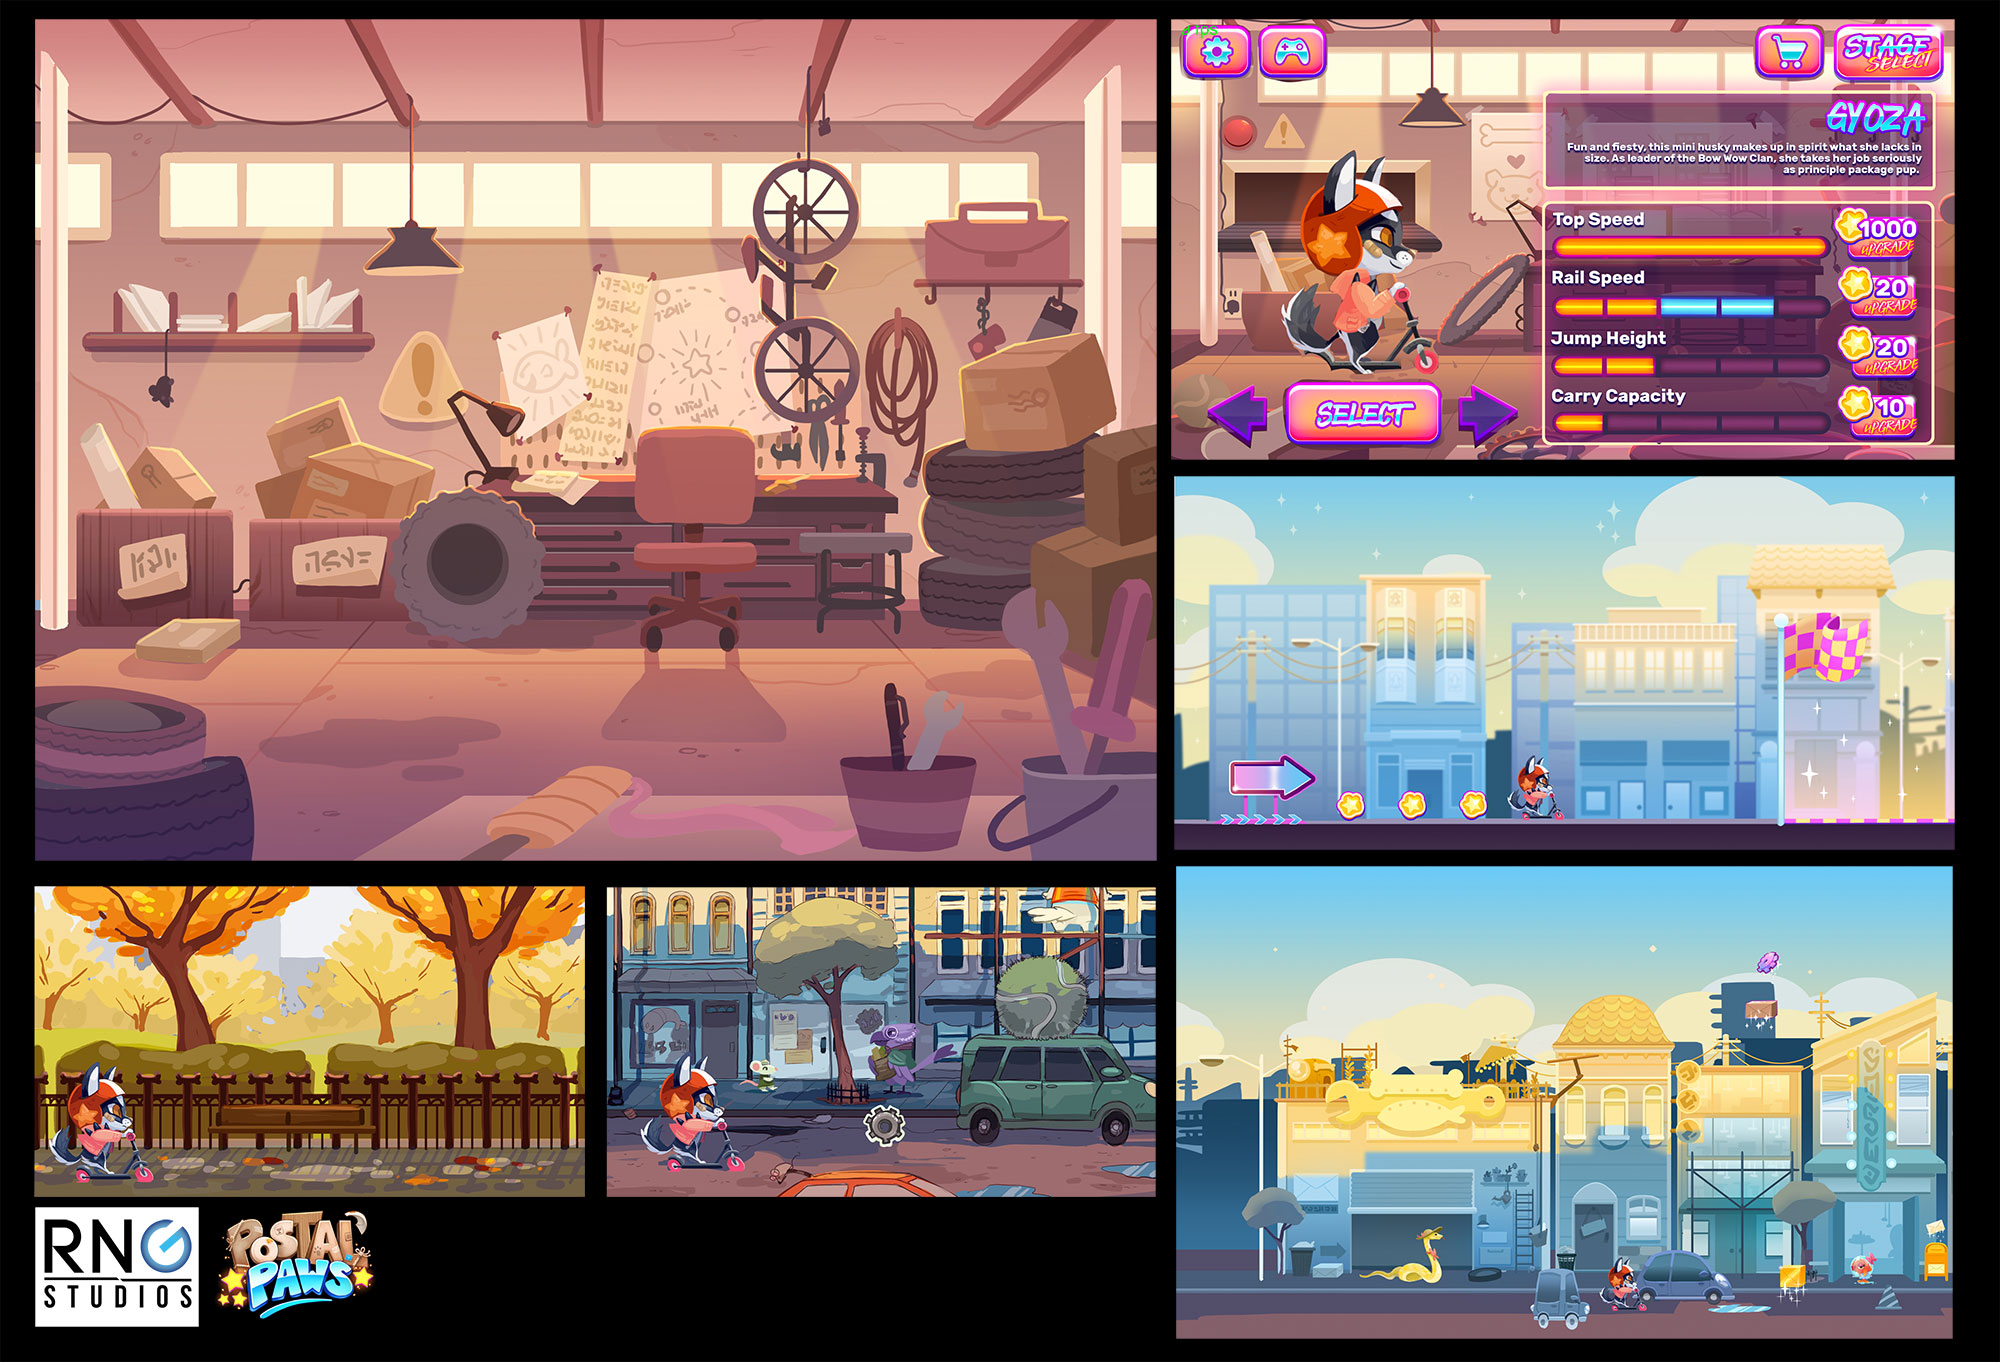 fps
STAGE
SELECT
GYOZA
Fun and fiesty, this mini husky makes up in spirit what she lacks in
size. As leader of the Bow Wow Clan, she takes her job seriously
as principle package pup.
Top Speed
1000
UPGRADE
Rail Speed
20
UPGRADE
Jump Height
20
UPGRADE
Carry Capacity
10
UPGRADE
SELECT
RNG
STUDIOS
POSTAL
PAWS